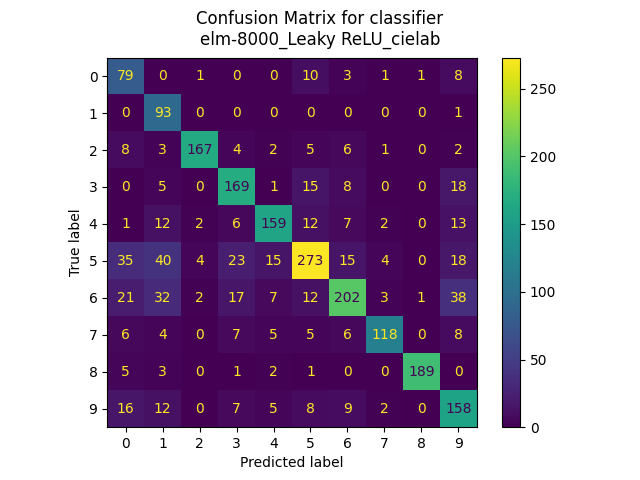 Confusion Matrix for classifier
elm-8000_Leaky ReLU_cielab
0 79 0 1 0 0 10 3 1 1 8
1 0 93 0 0 0 0 0 0 0 1
2 8 3 167 4 2 5 6 1 0 2
3 0 5 0 169 1 15 8 0 0 18
4 1 12 2 6 159 12 7 2 0 13
5 35 40 4 23 15 273 15 4 0 18
6 21 32 2 17 7 12 202 3 1 38
7 6 4 0 7 5 5 6 118 0 8
8 5 3 0 1 2 1 0 0 189 0
9 16 12 0 7 5 8 9 2 0 158
0 1 2 3 4 5 6 7 8 9
Predicted label
True label
250
200
150
100
50
0